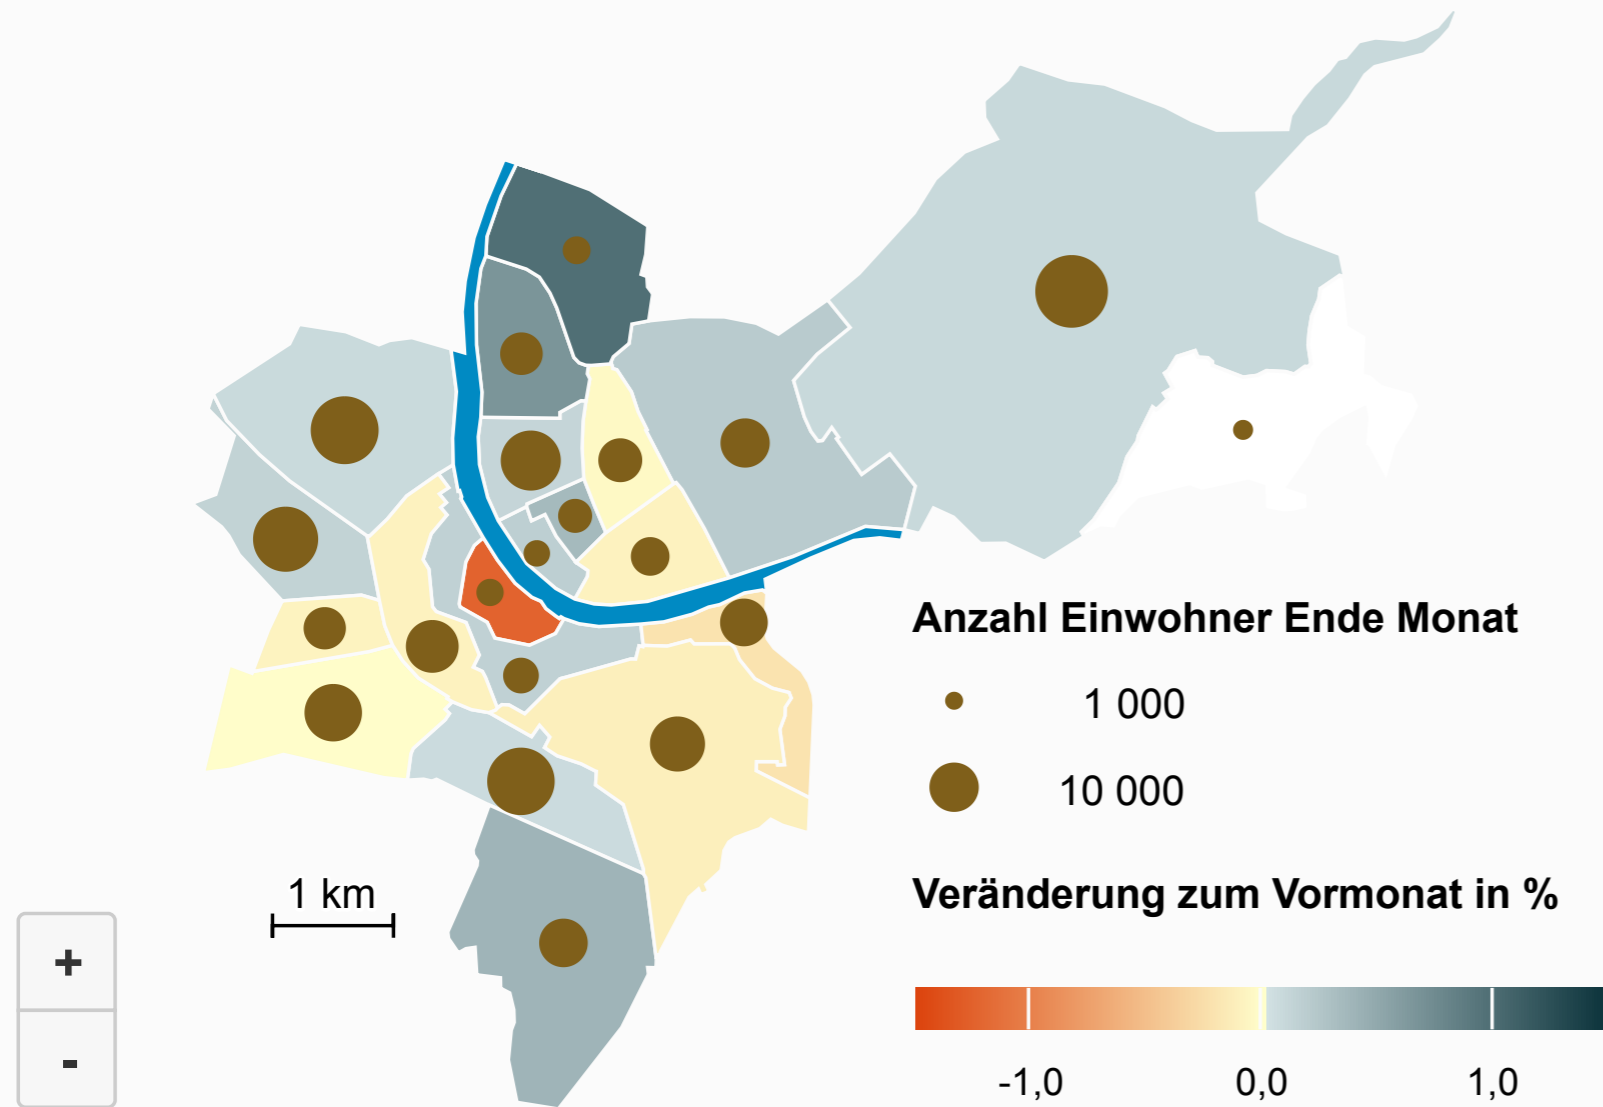 Anzahl Einwohner Ende Monat
1 000
10 000
1 km
Veränderung zum Vormonat in %
+
-
-1,0 0,0 1,0